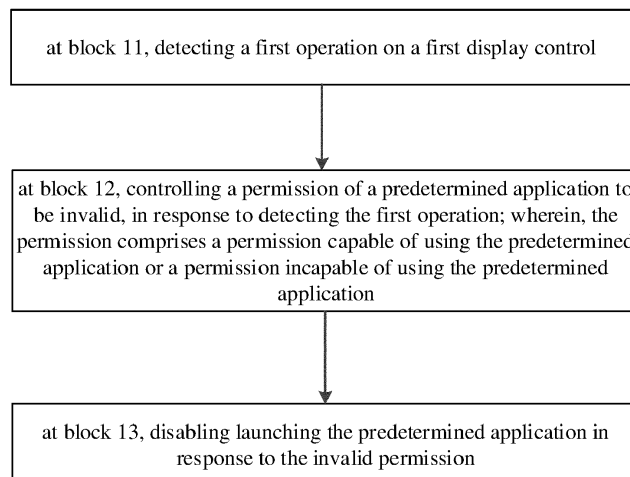 at block 11, detecting a first operation on a first display control
at block 12, controlling a permission of a predetermined application to
be invalid, in response to detecting the first operation; wherein, the
permission comprises a permission capable of using the predetermined
application or a permission incapable of using the predetermined
application
at block 13, disabling launching the predetermined application in
response to the invalid permission